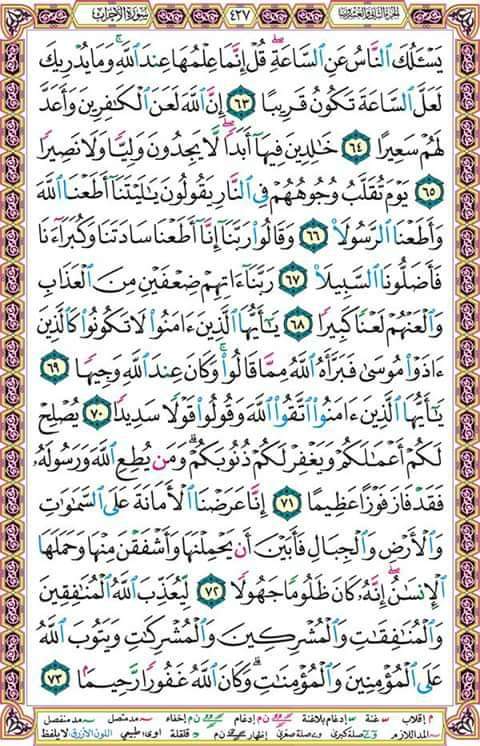 الجزء الثاني والعشرون ٤٢٧ سورة الأحزاب
يَسْـَٔلُكَ ٱلنَّاسُ عَنِ ٱلسَّاعَةِ ۖ قُلْ إِنَّمَا عِلْمُهَا عِندَ ٱللَّهِ ۚ وَمَا يُدْرِيكَ
لَعَلَّ ٱلسَّاعَةَ تَكُونُ قَرِيبًا ٦٣ إِنَّ ٱللَّهَ لَعَنَ ٱلْكَـٰفِرِينَ وَأَعَدَّ
لَهُمْ سَعِيرًا ٦٤ خَـٰلِدِينَ فِيهَآ أَبَدًا ۖ لَّا يَجِدُونَ وَلِيًّا وَلَا نَصِيرًا
٦٥ يَوْمَ تُقَلَّبُ وُجُوهُهُمْ فِى ٱلنَّارِ يَقُولُونَ يَـٰلَيْتَنَآ أَطَعْنَا ٱللَّهَ
وَأَطَعْنَا ٱلرَّسُولَا۠ ٦٦ وَقَالُوا۟ رَبَّنَآ إِنَّآ أَطَعْنَا سَادَتَنَا وَكُبَرَآءَنَا
فَأَضَلُّونَا ٱلسَّبِيلَا۠ ٦٧ رَبَّنَآ ءَاتِهِمْ ضِعْفَيْنِ مِنَ ٱلْعَذَابِ
وَٱلْعَنْهُمْ لَعْنًا كَبِيرًا ٦٨ يَـٰٓأَيُّهَا ٱلَّذِينَ ءَامَنُوا۟ لَا تَكُونُوا۟ كَٱلَّذِينَ
ءَاذَوْا۟ مُوسَىٰ فَبَرَّأَهُ ٱللَّهُ مِمَّا قَالُوا۟ ۚ وَكَانَ عِندَ ٱللَّهِ وَجِيهًا ٦٩
يَـٰٓأَيُّهَا ٱلَّذِينَ ءَامَنُوا۟ ٱتَّقُوا۟ ٱللَّهَ وَقُولُوا۟ قَوْلًا سَدِيدًا ٧٠ يُصْلِحْ
لَكُمْ أَعْمَـٰلَكُمْ وَيَغْفِرْ لَكُمْ ذُنُوبَكُمْ ۗ وَمَن يُطِعِ ٱللَّهَ وَرَسُولَهُۥ
فَقَدْ فَازَ فَوْزًا عَظِيمًا ٧١ إِنَّا عَرَضْنَا ٱلْأَمَانَةَ عَلَى ٱلسَّمَـٰوَٰتِ
وَٱلْأَرْضِ وَٱلْجِبَالِ فَأَبَيْنَ أَن يَحْمِلْنَهَا وَأَشْفَقْنَ مِنْهَا وَحَمَلَهَا
ٱلْإِنسَـٰنُ ۖ إِنَّهُۥ كَانَ ظَلُومًا جَهُولًا ٧٢ لِّيُعَذِّبَ ٱللَّهُ ٱلْمُنَـٰفِقِينَ
وَٱلْمُنَـٰفِقَـٰتِ وَٱلْمُشْرِكِينَ وَٱلْمُشْرِكَـٰتِ وَيَتُوبَ ٱللَّهُ
عَلَى ٱلْمُؤْمِنِينَ وَٱلْمُؤْمِنَـٰتِ ۗ وَكَانَ ٱللَّهُ غَفُورًا رَّحِيمًا ٧٣
م إقلاب س غنة س إدغام بلاغنة ن م إدغام ن م إخفاء مد متصل مد منفصل
المد اللازم صلة كبرى صلة صغرى إظهار ن م قلقلة طبيعي اللون الأزرق لا يلفظ